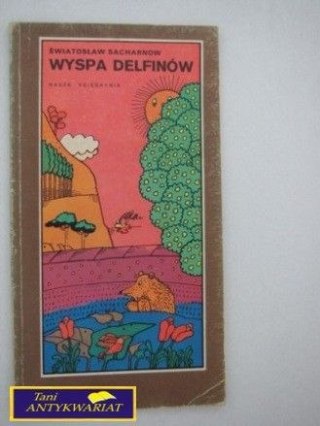 ŚWIATOSŁAW SACHARNOW
WYSPA DELFINÓW
NASZA KSIĘGARNIA
Tani
ANTYKWARIAT